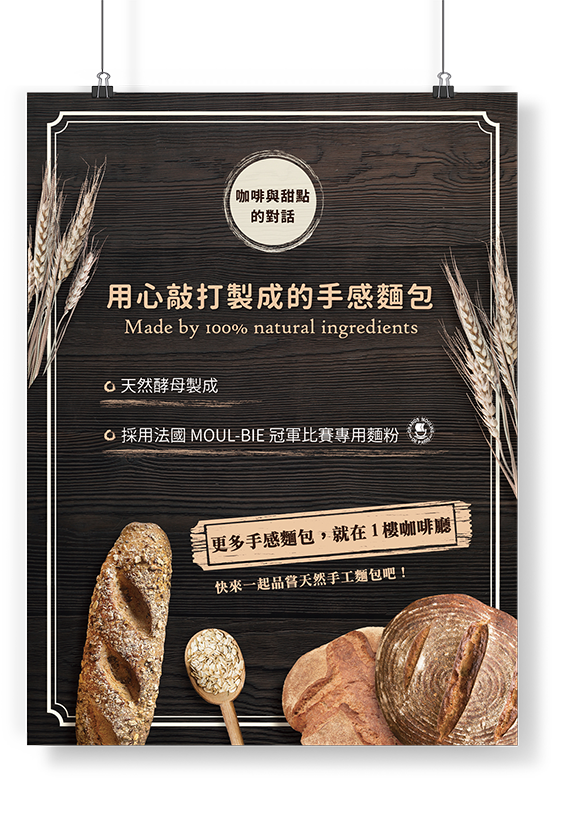 咖啡與甜點
的對話
用心敲打製成的手感麵包
Made by 100% natural ingredients
天然酵母製成
採用法國 MOUL-BIE 冠軍比賽專用麵粉
更多手感麵包，就在 1 樓咖啡廳
快來一起品嘗天然手工麵包吧！